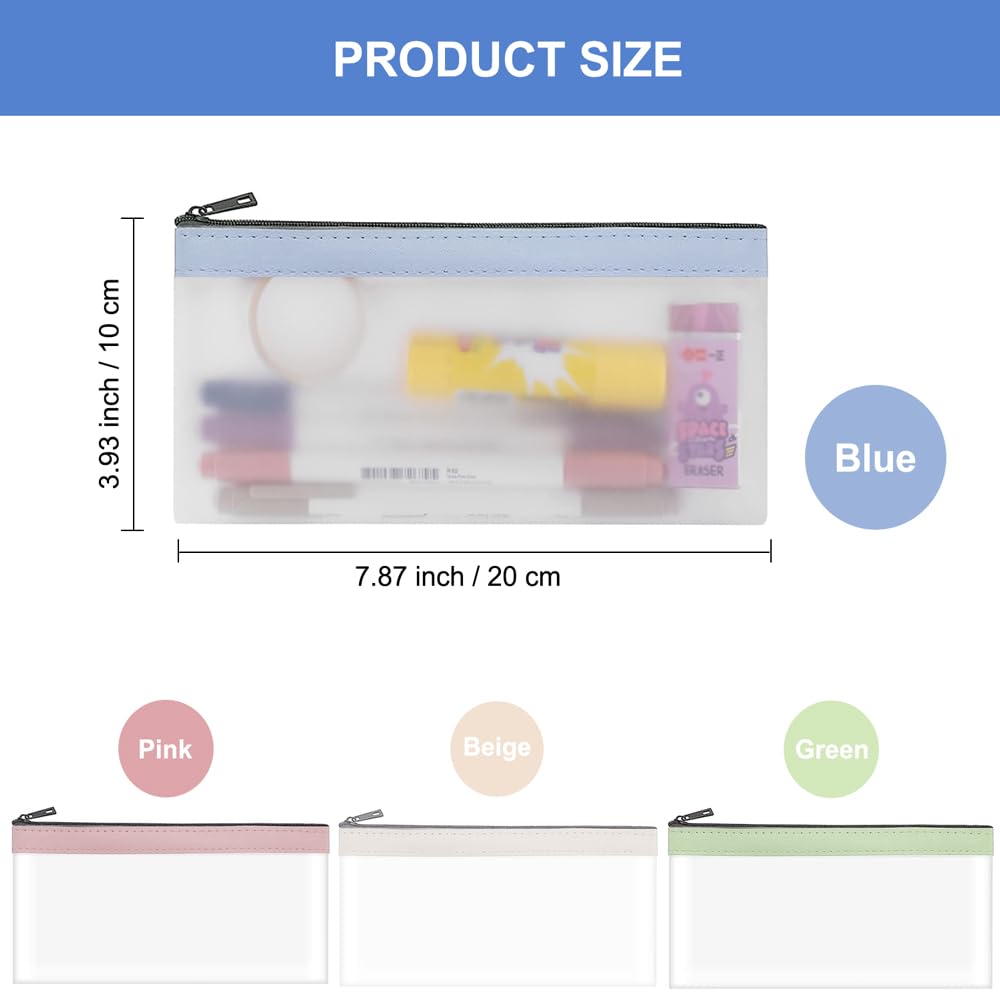 PRODUCT SIZE
3.93 inch / 10 cm
SPACE
ERASER
Blue
7.87 inch / 20 cm
Pink
Beige
Green